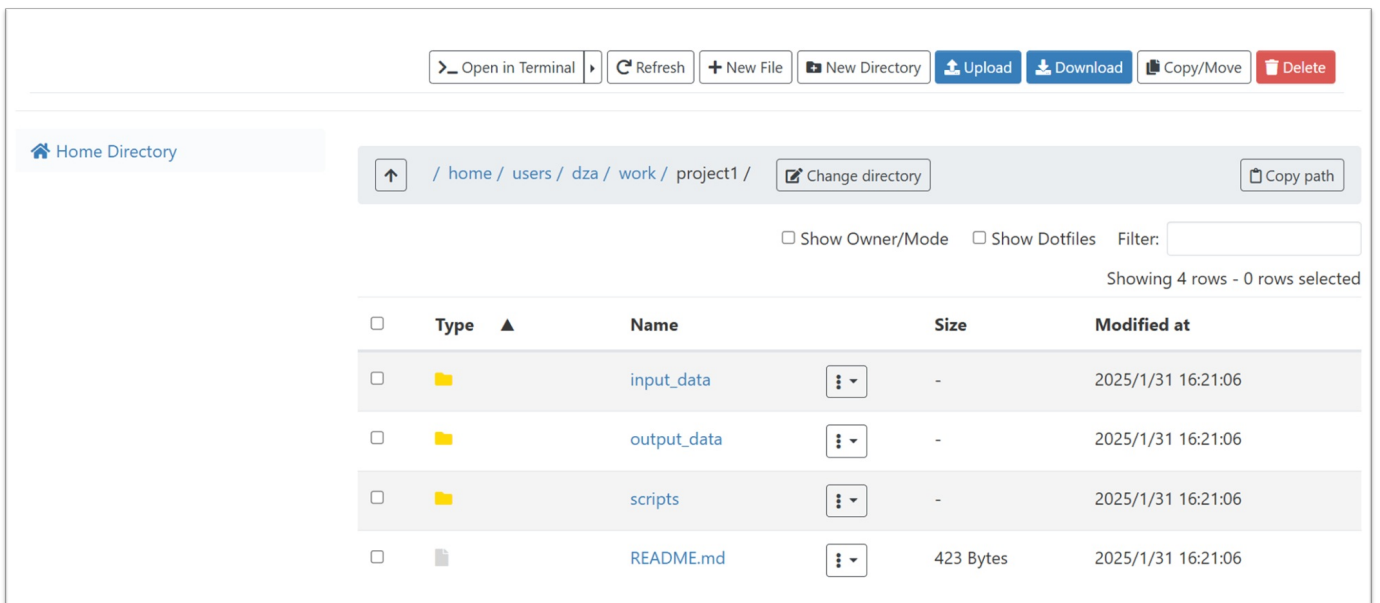 Open in Terminal Refresh New File New Directory Upload Download Copy/Move Delete
Home Directory
/ home / users / dza / work / project1 / Change directory Copy path
Show Owner/Mode Show Dotfiles Filter:
Showing 4 rows - 0 rows selected
Type ▲ Name Size Modified at
input_data - 2025/1/31 16:21:06
output_data - 2025/1/31 16:21:06
scripts - 2025/1/31 16:21:06
README.md 423 Bytes 2025/1/31 16:21:06